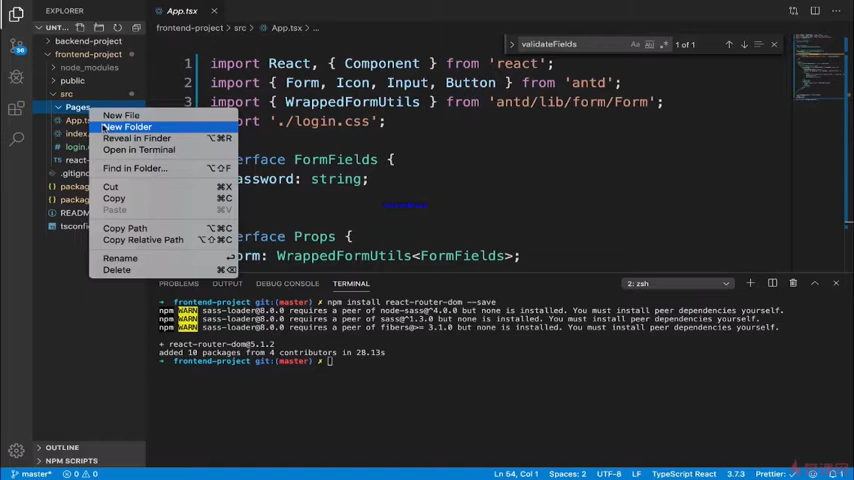 EXPLORER
UNT...
backend-project
frontend-project
node_modules
public
src
Pages
App.ts
index.
login.
react-
.gitign
packag
packag
READM
tsconfi
OUTLINE
NPM SCRIPTS
New File
New Folder
Reveal in Finder ⌥⌘R
Open in Terminal
Find in Folder... ⌥⇧F
Cut ⌘X
Copy ⌘C
Paste ⌘V
Copy Path ⌥⌘C
Copy Relative Path ⌥⇧⌘C
Rename ↩
Delete ⌘⌫
App.tsx
frontend-project > src > App.tsx > ...
validateFields
Aa Abl .* 1 of 1
1 import React, { Component } from 'react';
2 import { Form, Icon, Input, Button } from 'antd';
3 import { WrappedFormUtils } from 'antd/lib/form/Form';
import './login.css';
terface FormFields {
assword: string;
terface Props {
orm: WrappedFormUtils<FormFields>;
PROBLEMS OUTPUT DEBUG CONSOLE TERMINAL
2: zsh
→ frontend-project git:(master) ✗ npm install react-router-dom --save
npm WARN sass-loader@8.0.0 requires a peer of node-sass@^4.0.0 but none is installed. You must install peer dependencies yourself.
npm WARN sass-loader@8.0.0 requires a peer of sass@^1.3.0 but none is installed. You must install peer dependencies yourself.
npm WARN sass-loader@8.0.0 requires a peer of fibers@>= 3.1.0 but none is installed. You must install peer dependencies yourself.
+ react-router-dom@5.1.2
added 10 packages from 4 contributors in 28.13s
→ frontend-project git:(master) ✗
36
master* 0 0
Ln 54, Col 1 Spaces: 2 UTF-8 LF TypeScript React 3.7.3 Prettier: ✓ 1